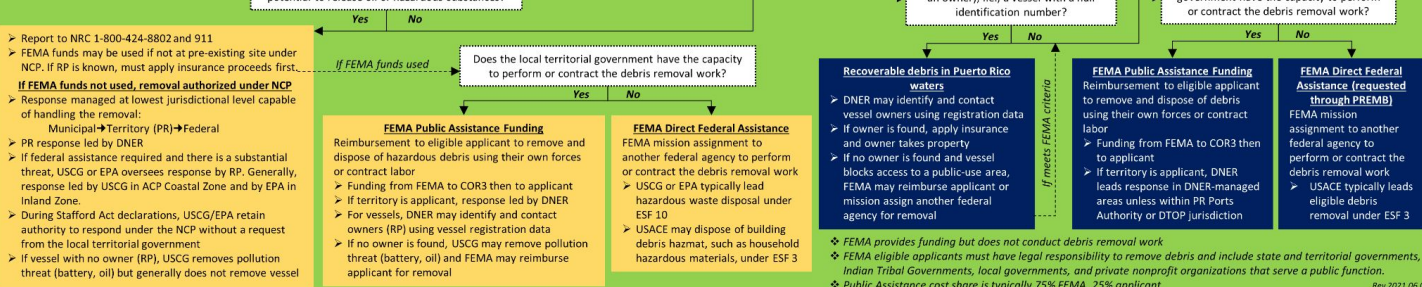 potential to release oil or hazardous substances?
Yes
No
➢ Report to NRC 1-800-424-8802 and 911
➢ FEMA funds may be used if not at pre-existing site under
NCP. If RP is known, must apply insurance proceeds first.
If FEMA funds not used, removal authorized under NCP
➢ Response managed at lowest jurisdictional level capable
of handling the removal:
Municipal➔Territory (PR)➔Federal
➢ PR response led by DNER
➢ If federal assistance required and there is a substantial
threat, USCG or EPA oversees response by RP. Generally,
response led by USCG in ACP Coastal Zone and by EPA in
Inland Zone.
➢ During Stafford Act declarations, USCG/EPA retain
authority to respond under the NCP without a request
from the local territorial government
➢ If vessel with no owner (RP), USCG removes pollution
threat (battery, oil) but generally does not remove vessel
If FEMA funds used
Does the local territorial government have the capacity
to perform or contract the debris removal work?
Yes
No
FEMA Public Assistance Funding
Reimbursement to eligible applicant to remove and
dispose of hazardous debris using their own forces
or contract labor
➢ Funding from FEMA to COR3 then to applicant
➢ If territory is applicant, response led by DNER
➢ For vessels, DNER may identify and contact
owners (RP) using vessel registration data
➢ If no owner is found, USCG may remove pollution
threat (battery, oil) and FEMA may reimburse
applicant for removal
FEMA Direct Federal Assistance
FEMA mission assignment to
another federal agency to perform
or contract the debris removal work
➢ USCG or EPA typically lead
hazardous waste disposal under
ESF 10
➢ USACE may dispose of building
debris hazmat, such as household
hazardous materials, under ESF 3
an owner, i.e., a vessel with a hull
identification number?
Yes
No
Recoverable debris in Puerto Rico
waters
➢ DNER may identify and contact
vessel owners using registration data
➢ If owner is found, apply insurance
and owner takes property
➢ If no owner is found and vessel
blocks access to a public-use area,
FEMA may reimburse applicant or
mission assign another federal
agency for removal
If meets FEMA criteria
government have the capacity to perform
or contract the debris removal work?
Yes
No
FEMA Public Assistance Funding
Reimbursement to eligible applicant
to remove and dispose of debris
using their own forces or contract
labor
➢ Funding from FEMA to COR3 then
to applicant
➢ If territory is applicant, DNER
leads response in DNER-managed
areas unless within PR Ports
Authority or DTOP jurisdiction
FEMA Direct Federal
Assistance (requested
through PREMB)
FEMA mission
assignment to another
federal agency to
perform or contract the
debris removal work
➢ USACE typically leads
eligible debris
removal under ESF 3
❖ FEMA provides funding but does not conduct debris removal work
❖ FEMA eligible applicants must have legal responsibility to remove debris and include state and territorial governments,
Indian Tribal Governments, local governments, and private nonprofit organizations that serve a public function.
❖ Public Assistance cost share is typically 75% FEMA, 25% applicant
Rev 2021.06